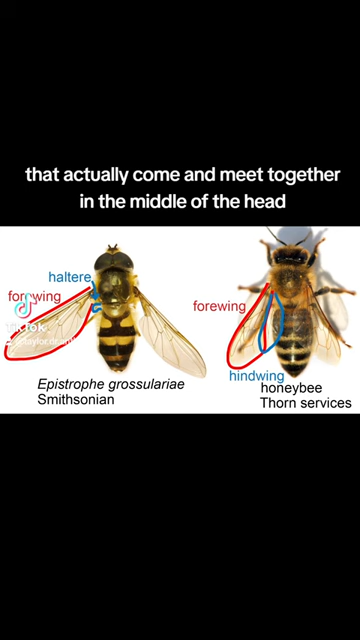 that actually come and meet together
in the middle of the head
haltere
forewing
TikTok
forewing
hindwing
Epistrophe grossulariae
Smithsonian
honeybee
Thorn services